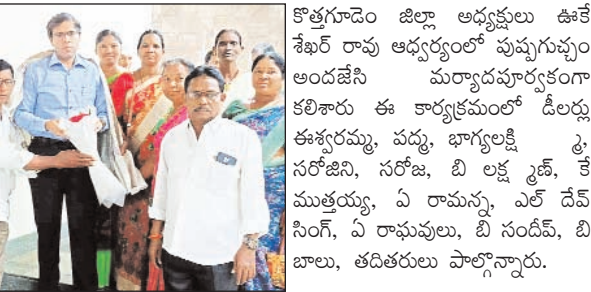 కొత్తగూడెం జిల్లా అధ్యక్షులు ఊకే
శేఖర్ రావు ఆధ్వర్యంలో పుష్పగుచ్ఛం
అందజేసి మర్యాదపూర్వకంగా
కలిశారు ఈ కార్యక్రమంలో డీలర్లు
ఈశ్వరమ్మ, పద్మ, భాగ్యలక్షి ్మ,
సరోజిని, సరోజ, బి లక్ష ్మణ్, కే
ముత్తయ్య, ఏ రామన్న, ఎల్ దేవ్
సింగ్, ఏ రాఘవులు, బి సందీప్, బి
బాలు, తదితరులు పాల్గొన్నారు.